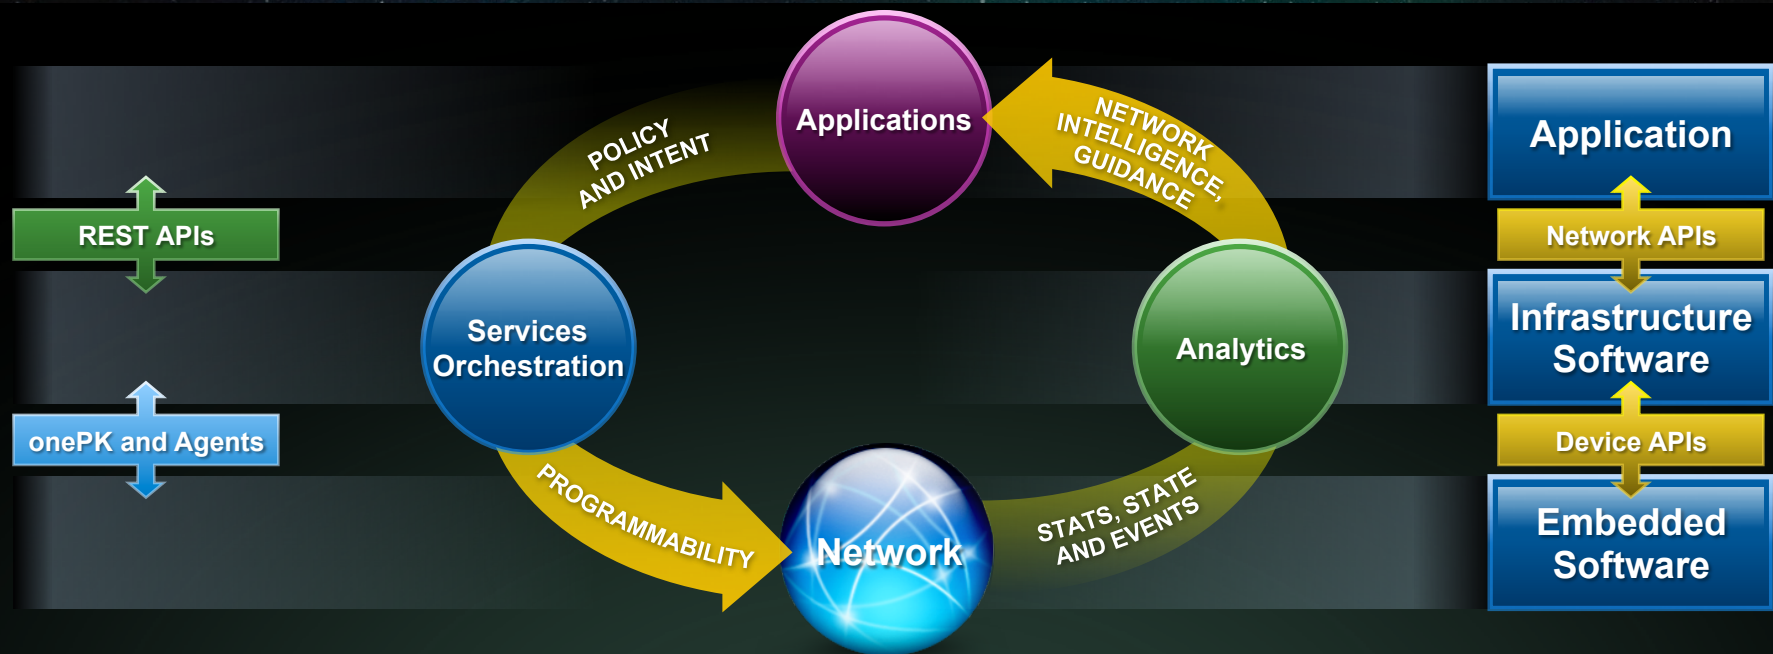 Applications
POLICY
AND INTENT
NETWORK
INTELLIGENCE,
GUIDANCE
Application
REST APIs
Network APIs
Services
Orchestration
Analytics
Infrastructure
Software
onePK and Agents
Device APIs
PROGRAMMABILITY
STATS, STATE
AND EVENTS
Network
Embedded
Software